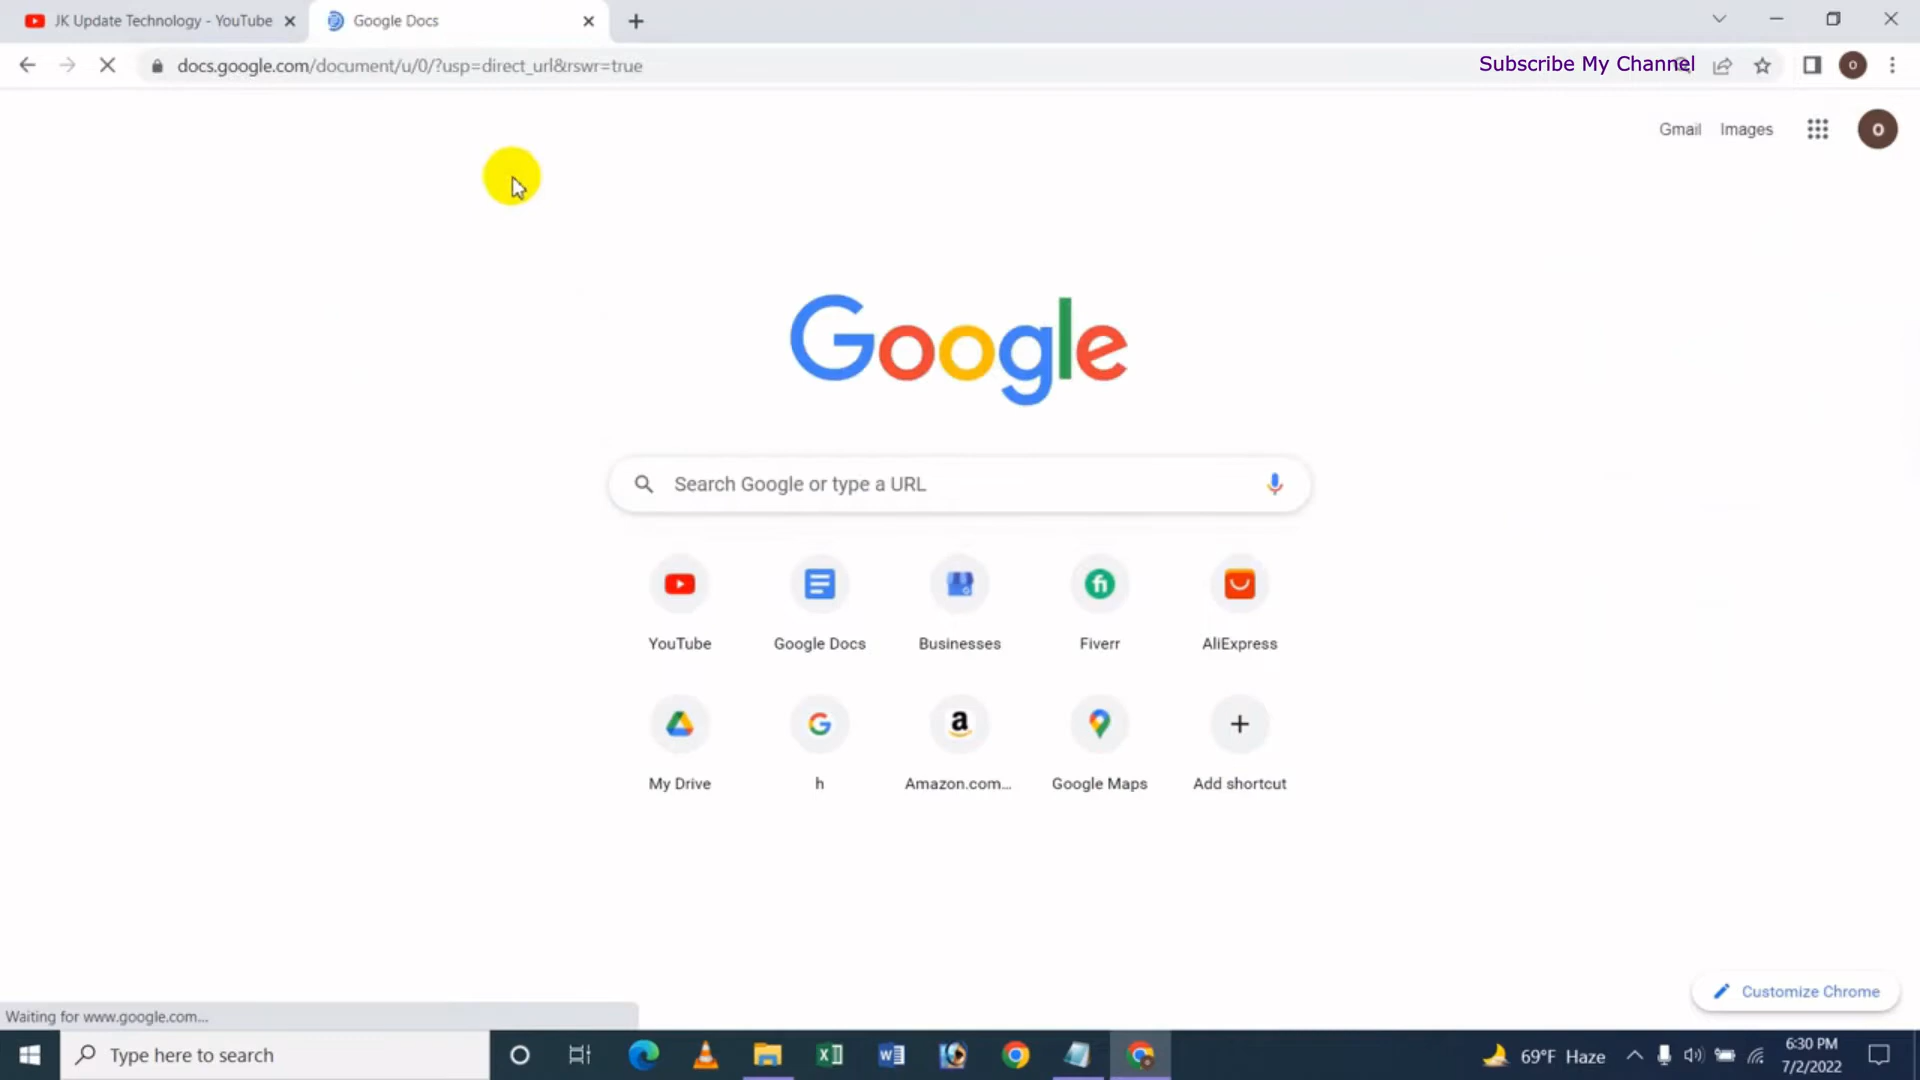 JK Update Technology - YouTube
Google Docs
docs.google.com/document/u/0/?usp=direct_url&rswr=true
Subscribe My Channel
O
Gmail
Images
O
Google
Search Google or type a URL
YouTube
Google Docs
Businesses
Fiverr
AliExpress
My Drive
h
Amazon.com...
Google Maps
Add shortcut
Customize Chrome
Waiting for www.google.com...
Type here to search
69°F Haze
6:30 PM
7/2/2022